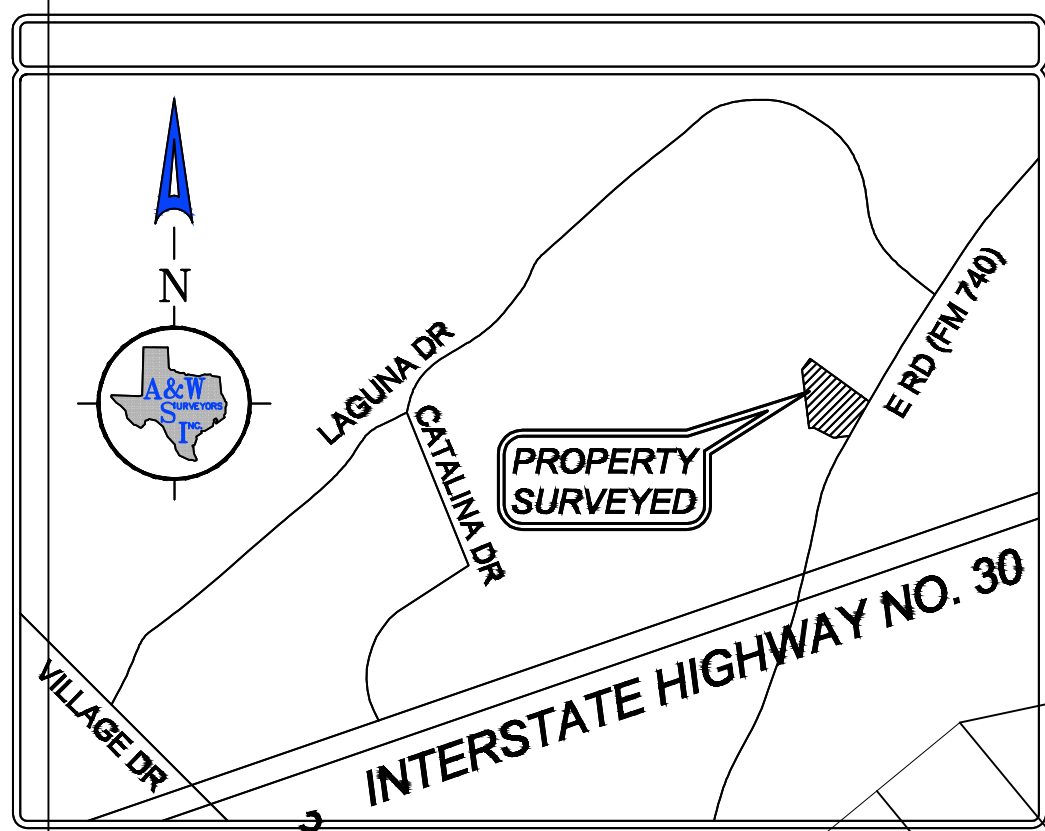 N
A&W
SURVEYORS
S
INC.
LAGUNA DR
CATALINA DR
E RD (FM 740)
PROPERTY
SURVEYED
INTERSTATE HIGHWAY NO. 30
VILLAGE DR